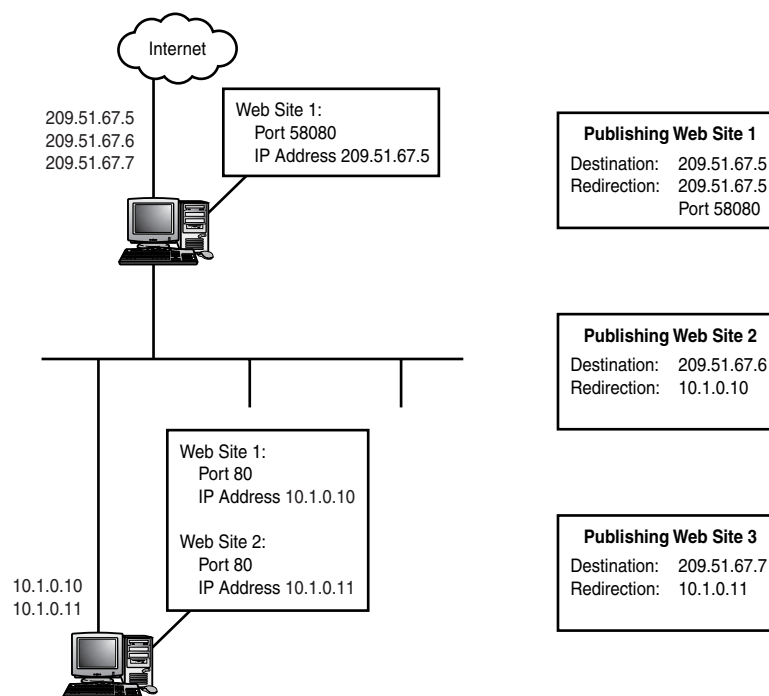 Internet
209.51.67.5
209.51.67.6
209.51.67.7
Web Site 1:
Port 58080
IP Address 209.51.67.5
Publishing Web Site 1
Destination: 209.51.67.5
Redirection: 209.51.67.5
Port 58080
Publishing Web Site 2
Destination: 209.51.67.6
Redirection: 10.1.0.10
Web Site 1:
Port 80
IP Address 10.1.0.10
Web Site 2:
Port 80
IP Address 10.1.0.11
10.1.0.10
10.1.0.11
Publishing Web Site 3
Destination: 209.51.67.7
Redirection: 10.1.0.11